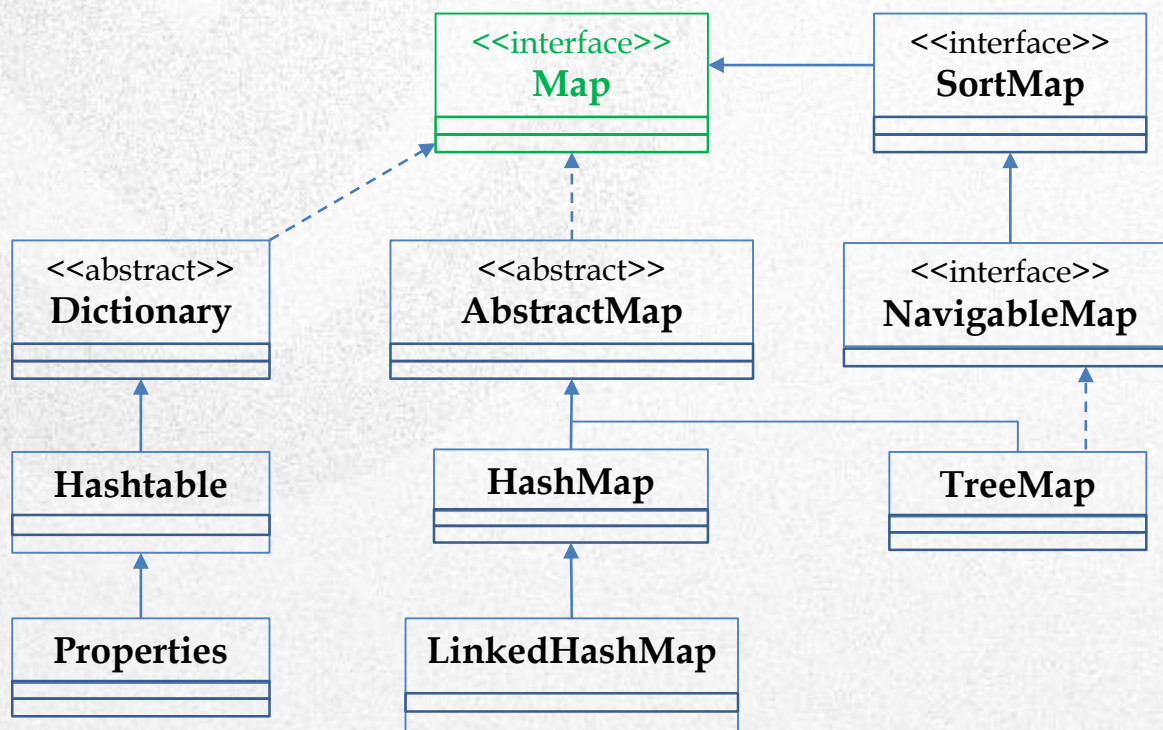 <<interface>>
Map
<<interface>>
SortMap
<<abstract>>
Dictionary
<<abstract>>
AbstractMap
<<interface>>
NavigableMap
Hashtable
HashMap
TreeMap
Properties
LinkedHashMap